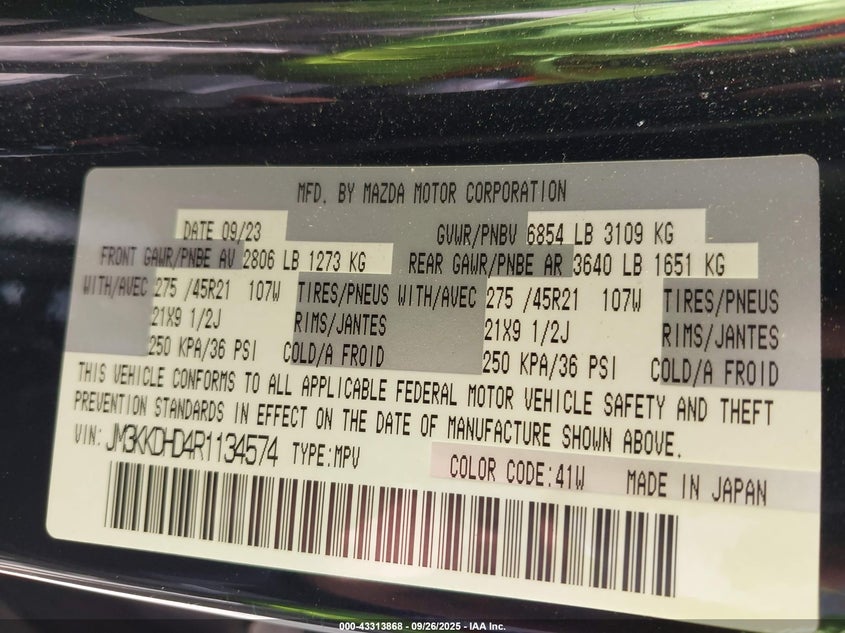 MFD. BY MAZDA MOTOR CORPORATION
DATE 09/23 GVWR/PNBV 6854 LB 3109 KG
FRONT GAWR/PNBE AV 2806 LB 1273 KG REAR GAWR/PNBE AR 3640 LB 1651 KG
WITH/AVEC 275 /45R21 107W TIRES/PNEUS WITH/AVEC 275 /45R21 107W TIRES/PNEUS
21X9 1/2J RIMS/JANTES 21X9 1/2J RIMS/JANTES
250 KPA/36 PSI COLD/A FROID 250 KPA/36 PSI COLD/A FROID
THIS VEHICLE CONFORMS TO ALL APPLICABLE FEDERAL MOTOR VEHICLE SAFETY AND THEFT
PREVENTION STANDARDS IN EFFECT ON THE DATE OF MANUFACTURE SHOWN ABOVE.
VIN: JM3KKDHD4R1134574 TYPE:MPV COLOR CODE:41W MADE IN JAPAN
000-43313868 - 09/26/2025 - IAA Inc.